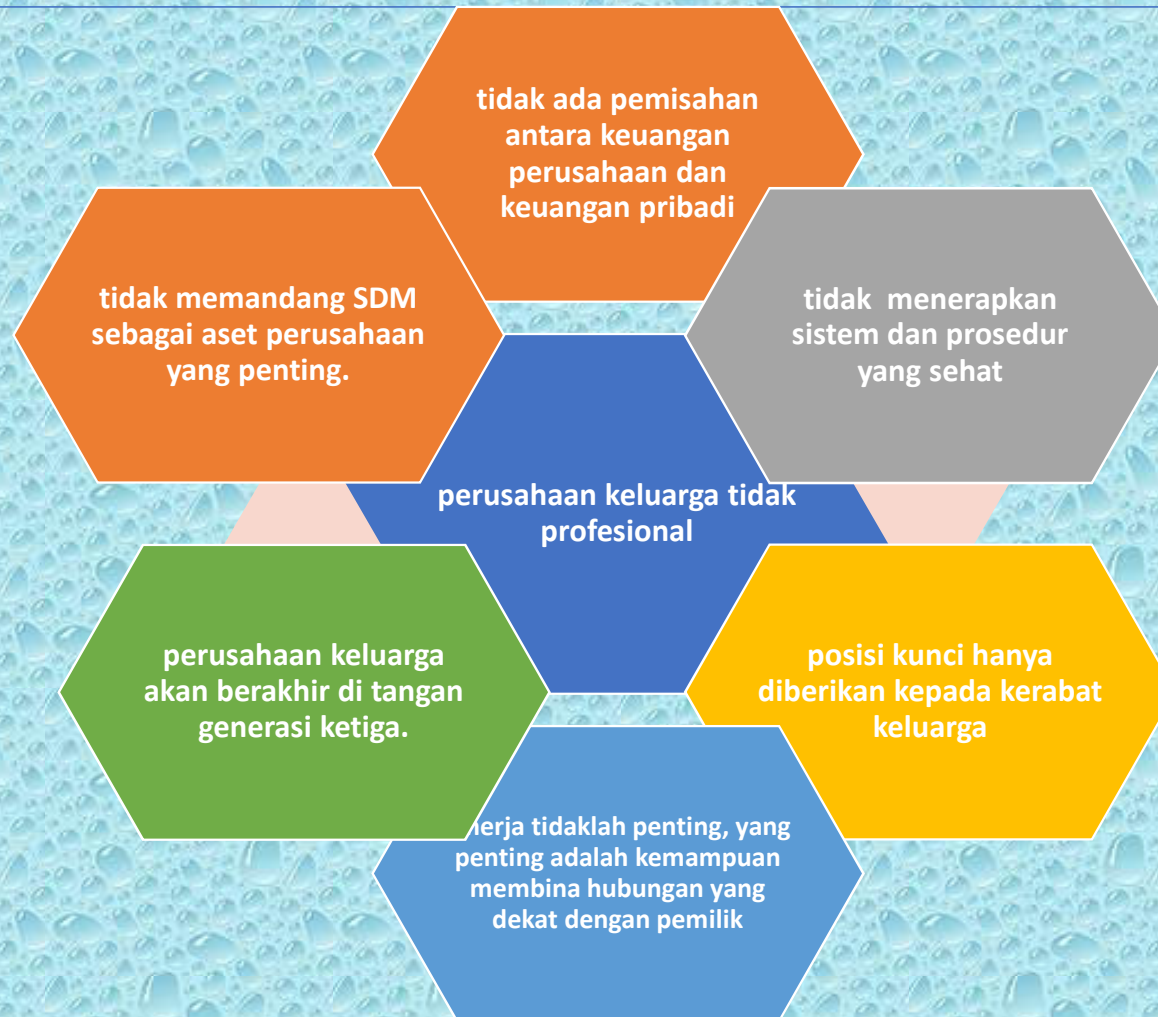 tidak ada pemisahan
antara keuangan
perusahaan dan
keuangan pribadi
tidak memandang SDM
sebagai aset perusahaan
yang penting.
tidak menerapkan
sistem dan prosedur
yang sehat
perusahaan keluarga tidak
profesional
perusahaan keluarga
akan berakhir di tangan
generasi ketiga.
posisi kunci hanya
diberikan kepada kerabat
keluarga
tidaklah penting, yang
penting adalah kemampuan
membina hubungan yang
dekat dengan pemilik